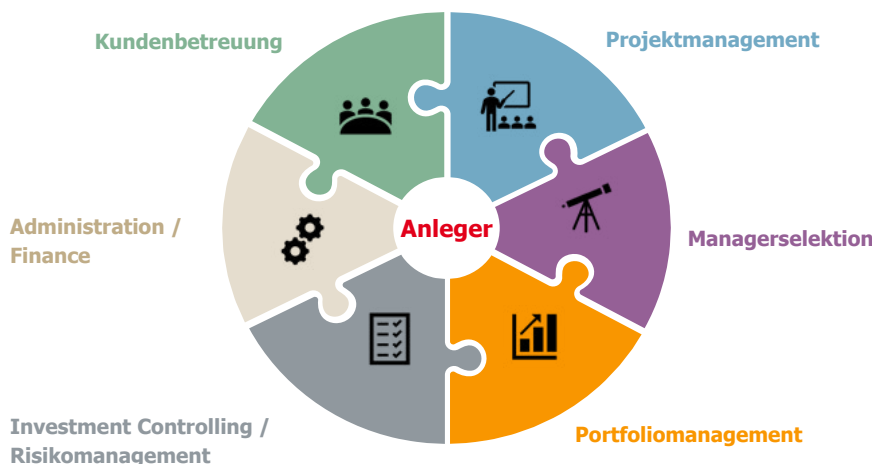 Kundenbetreuung
Projektmanagement
Administration /
Finance
Anleger
Managerselektion
Investment Controlling /
Risikomanagement
Portfoliomanagement